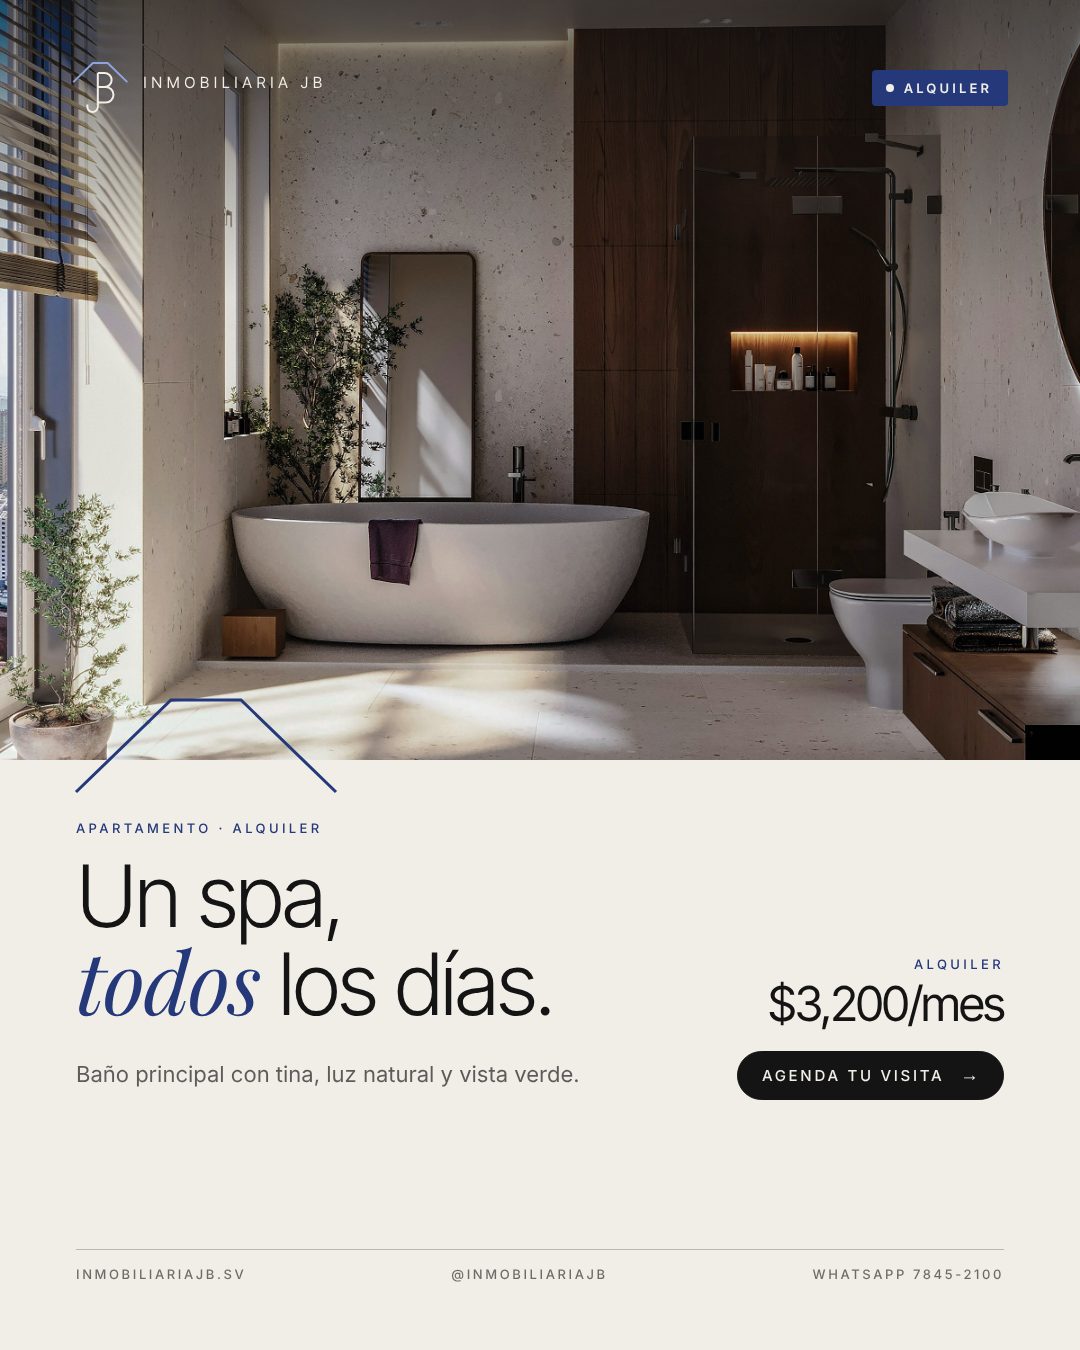 JB INMOBILIARIA JB
ALQUILER
APARTAMENTO · ALQUILER
Un spa,
todos los días.
Baño principal con tina, luz natural y vista verde.
ALQUILER
$3,200/mes
AGENDA TU VISITA →
INMOBILIARIAJB.SV
@INMOBILIARIAJB
WHATSAPP 7845-2100